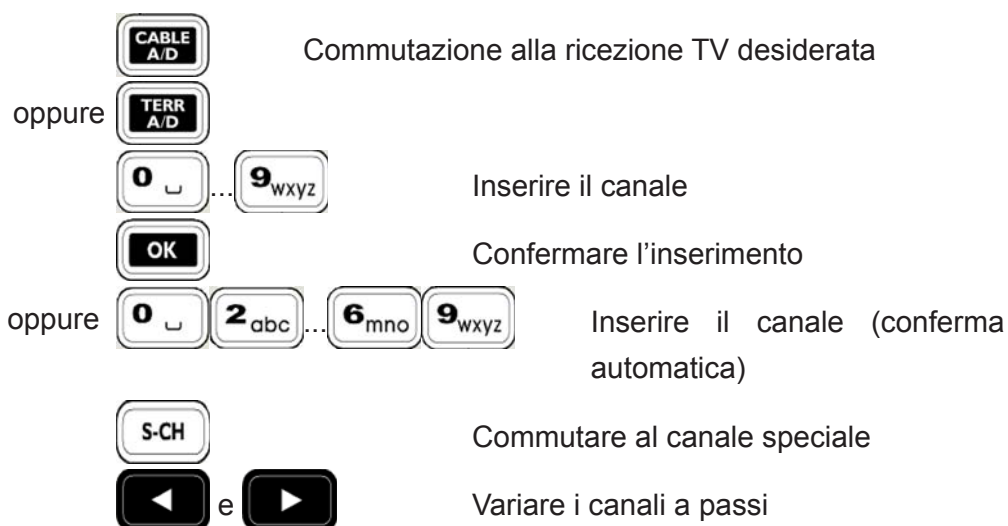 CABLE
A/D
Commutazione alla ricezione TV desiderata
oppure
TERR
A/D
0 ␣ ... 9wxyz Inserire il canale
OK Confermare l’inserimento
oppure 0 ␣ 2abc ... 6mno 9wxyz Inserire il canale (conferma
automatica)
S-CH Commutare al canale speciale
◄ e ► Variare i canali a passi